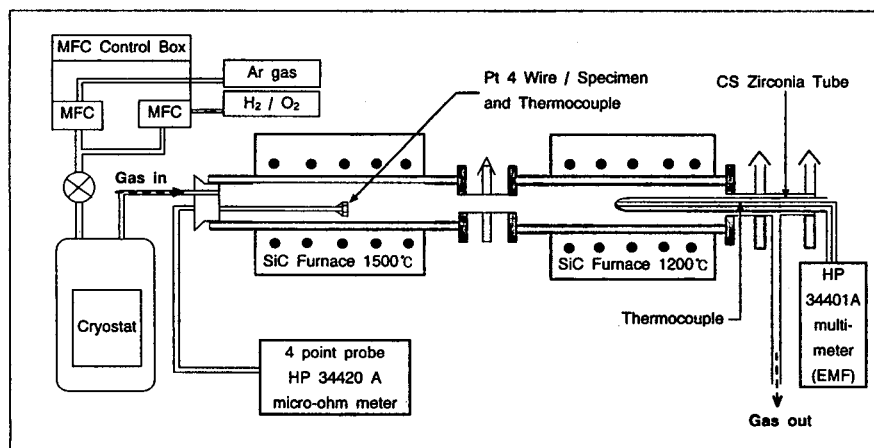 MFC Control Box
Ar gas
H₂ / O₂
MFC
MFC
Pt 4 Wire / Specimen
and Thermocouple
CS Zirconia Tube
Gas in
SiC Furnace 1500℃
SiC Furnace 1200℃
Cryostat
Thermocouple
HP
34401A
multi-
meter
(EMF)
4 point probe
HP 34420 A
micro-ohm meter
Gas out